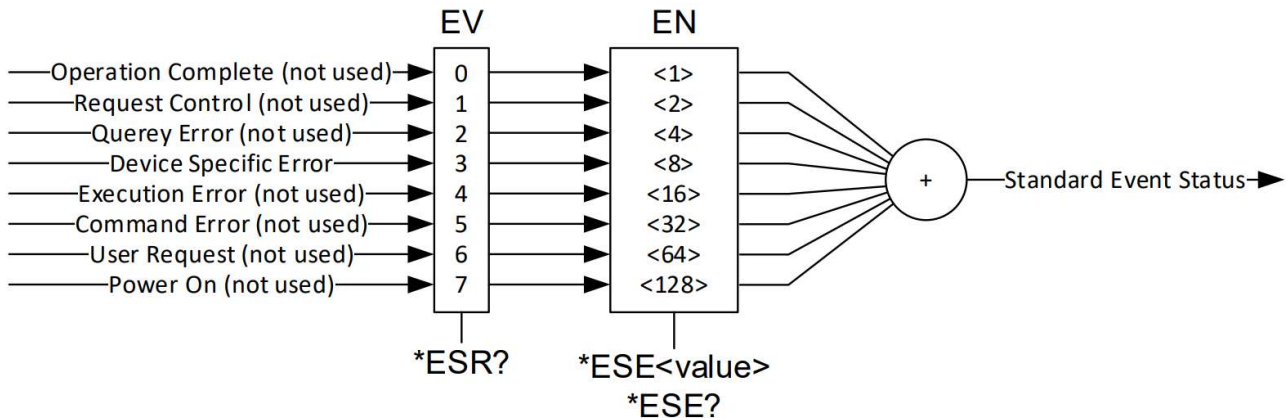 EV EN
Operation Complete (not used) 0 <1>
Request Control (not used) 1 <2>
Querey Error (not used) 2 <4>
Device Specific Error 3 <8>
+ Standard Event Status
Execution Error (not used) 4 <16>
Command Error (not used) 5 <32>
User Request (not used) 6 <64>
Power On (not used) 7 <128>
*ESR? *ESE<value>
*ESE?